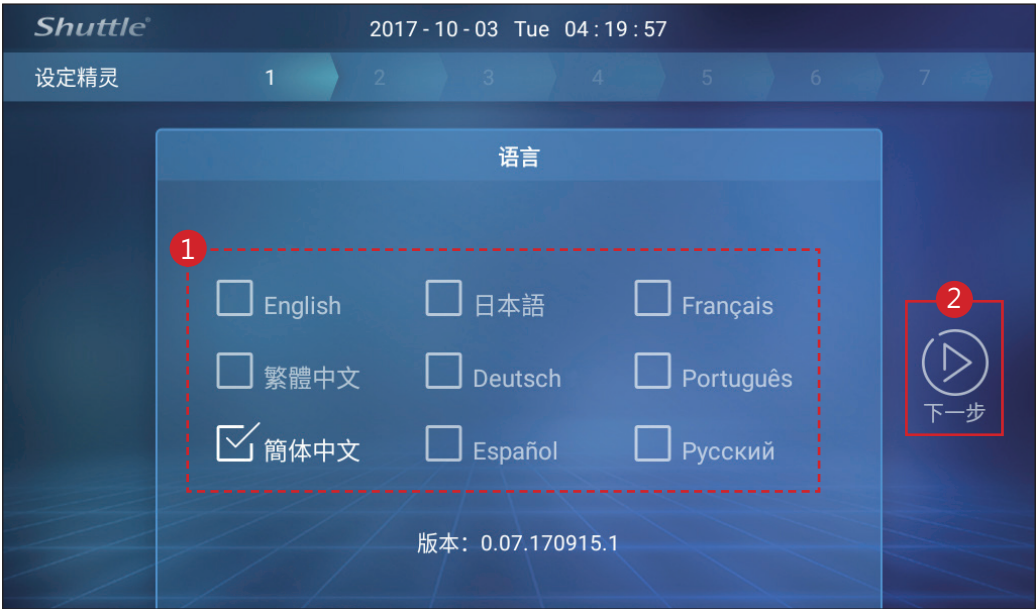 Shuttle® 2017-10-03 Tue 04:19:57
设定精灵 1 2 3 4 5 6 7
语言
1
English 日本語 Français
2
繁體中文 Deutsch Português
下一步
簡体中文 Español Русский
版本：0.07.170915.1